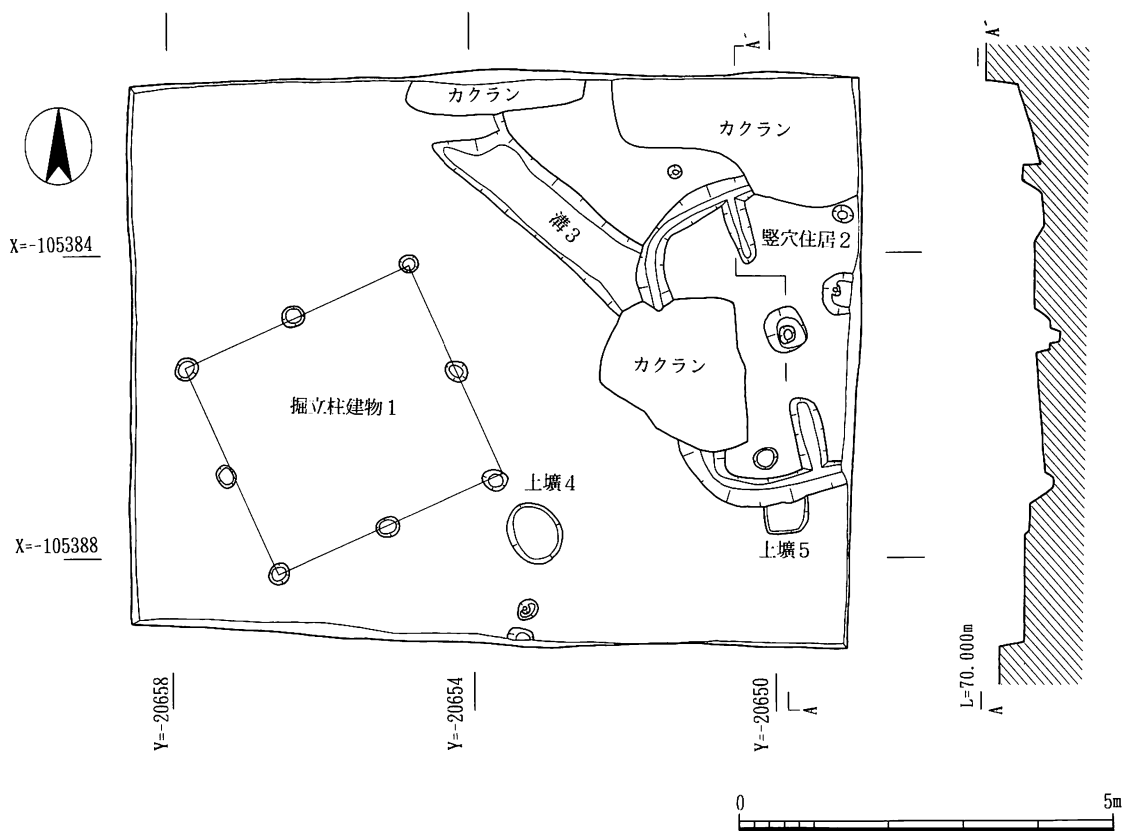 A′
A′
カクラン
カクラン
溝3
X=-105384
竪穴住居2
カクラン
掘立柱建物1
土壙4
X=-105388
土壙5
Y=-20658
Y=-20654
Y=-20650
A
L=70.000m
A
0
5m